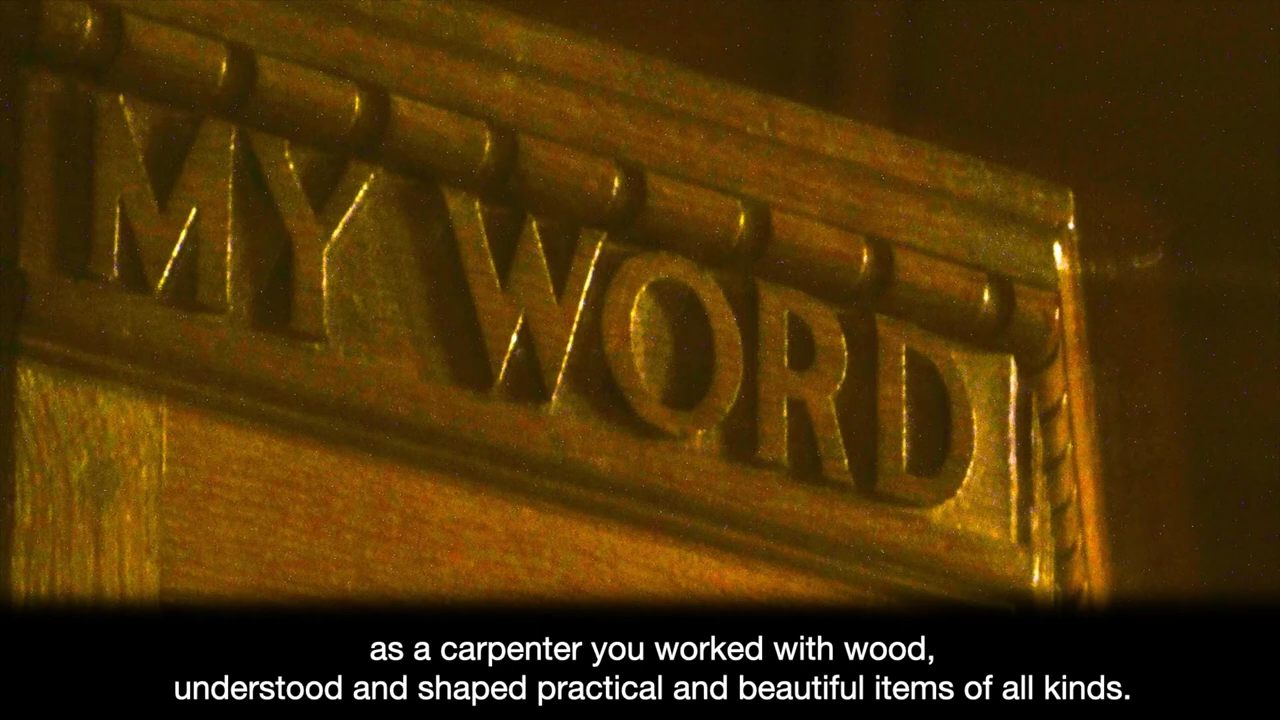 MY WORD
as a carpenter you worked with wood,
understood and shaped practical and beautiful items of all kinds.